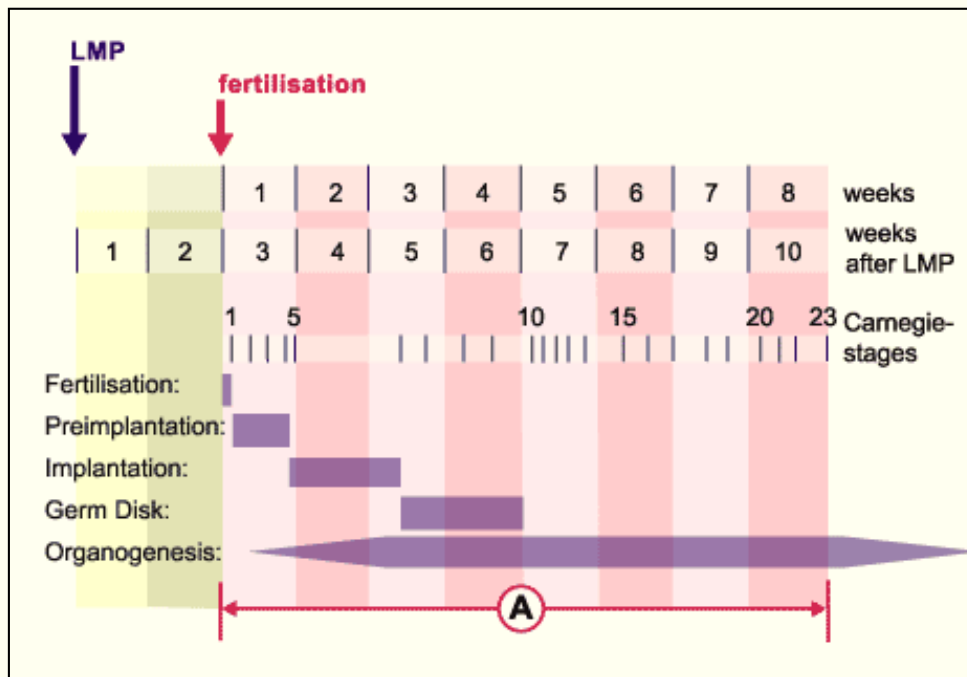 LMP
fertilisation
1 2 3 4 5 6 7 8 weeks
1 2 3 4 5 6 7 8 9 10 weeks
after LMP
1 5 10 15 20 23 Carnegie-
stages
Fertilisation:
Preimplantation:
Implantation:
Germ Disk:
Organogenesis:
A